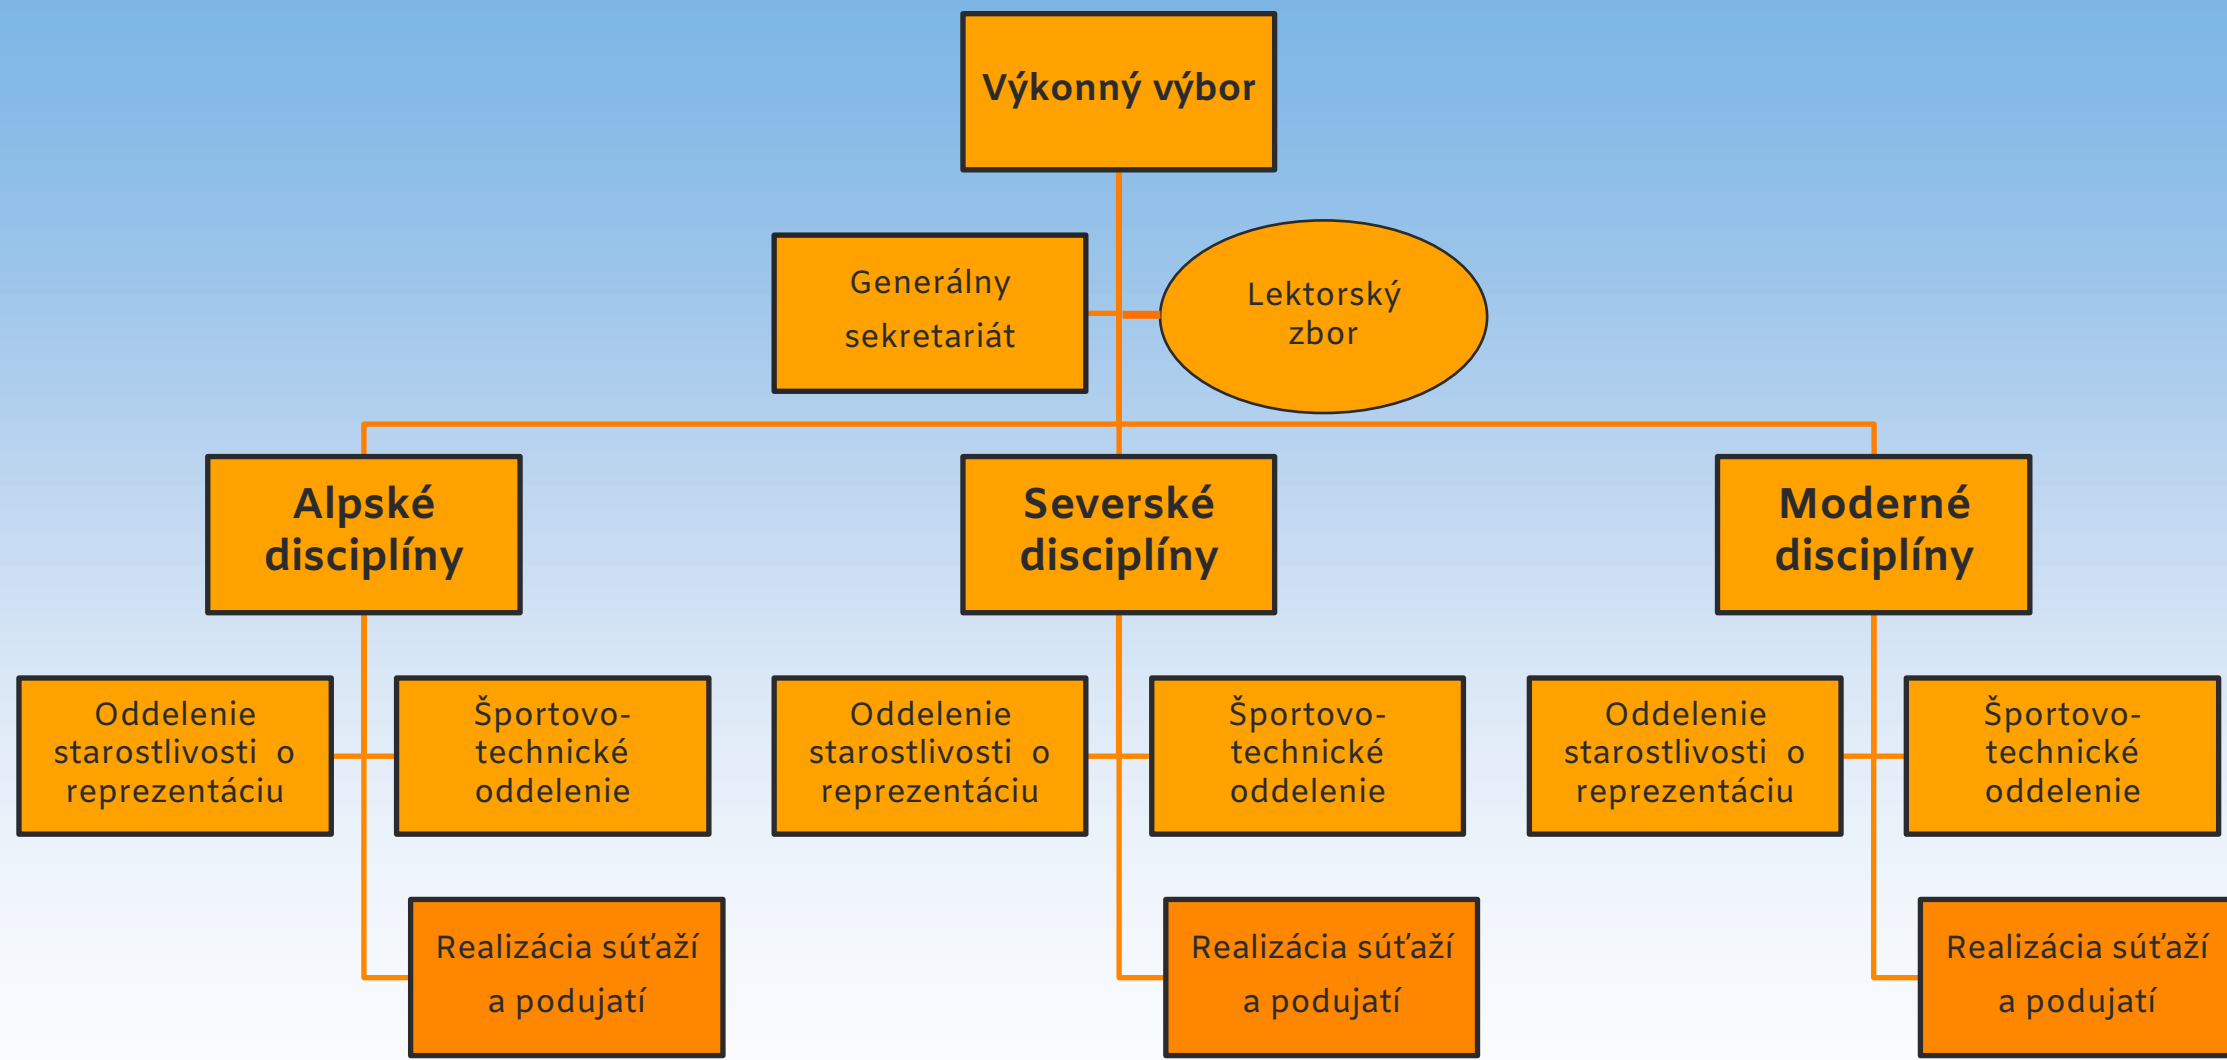 Výkonný výbor
Generálny
sekretariát
Lektorský
zbor
Alpské
disciplíny
Severské
disciplíny
Moderné
disciplíny
Oddelenie
starostlivosti o
reprezentáciu
Športovo-
technické
oddelenie
Oddelenie
starostlivosti o
reprezentáciu
Športovo-
technické
oddelenie
Oddelenie
starostlivosti o
reprezentáciu
Športovo-
technické
oddelenie
Realizácia súťaží
a podujatí
Realizácia súťaží
a podujatí
Realizácia súťaží
a podujatí